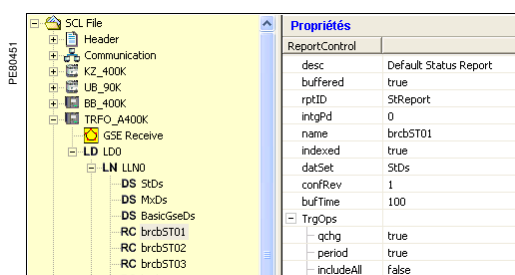 PE80451
SCL File
Header
Communication
KZ_400K
UB_90K
BB_400K
TRFO_A400K
GSE Receive
LD LD0
LN LLN0
DS StDs
DS MxDs
DS BasicGseDs
RC brcbST01
RC brcbST02
RC brcbST03
Propriétés
ReportControl
desc Default Status Report
buffered true
rptID StReport
intgPd 0
name brcbST01
indexed true
datSet StDs
confRev 1
bufTime 100
TrgOps
qchg true
period true
includeAll false